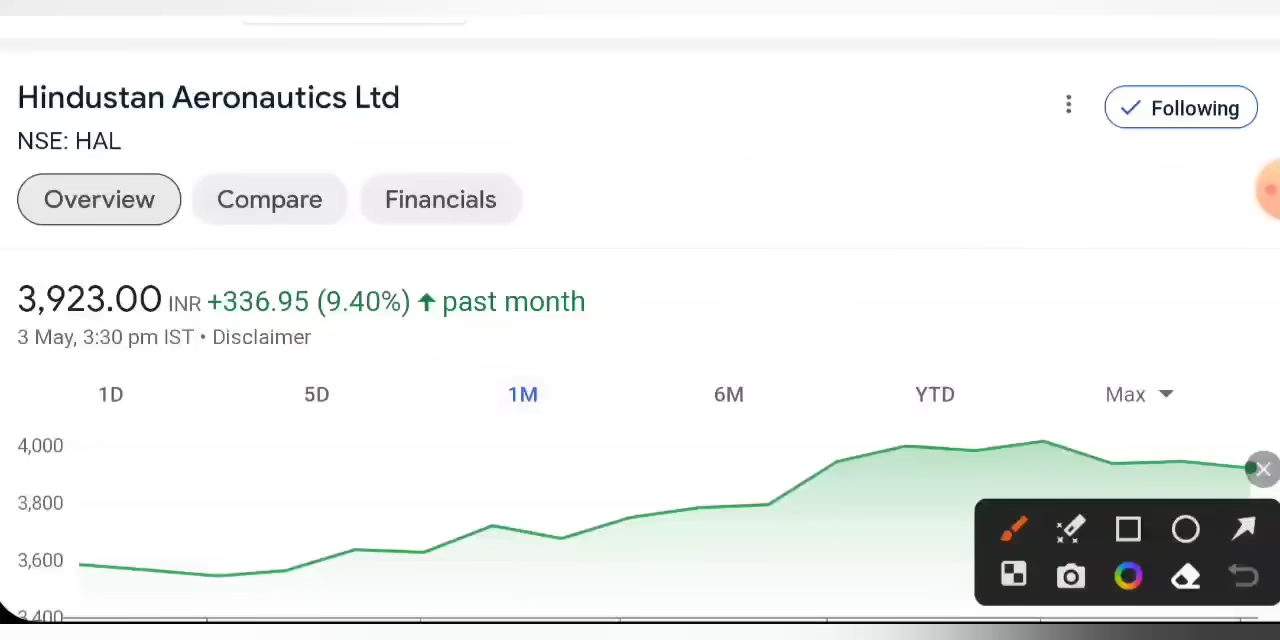 Hindustan Aeronautics Ltd
Following
NSE: HAL
Overview Compare Financials
3,923.00 INR +336.95 (9.40%) ↑ past month
3 May, 3:30 pm IST • Disclaimer
1D 5D 1M 6M YTD Max
4,000
3,800
3,600
3,400